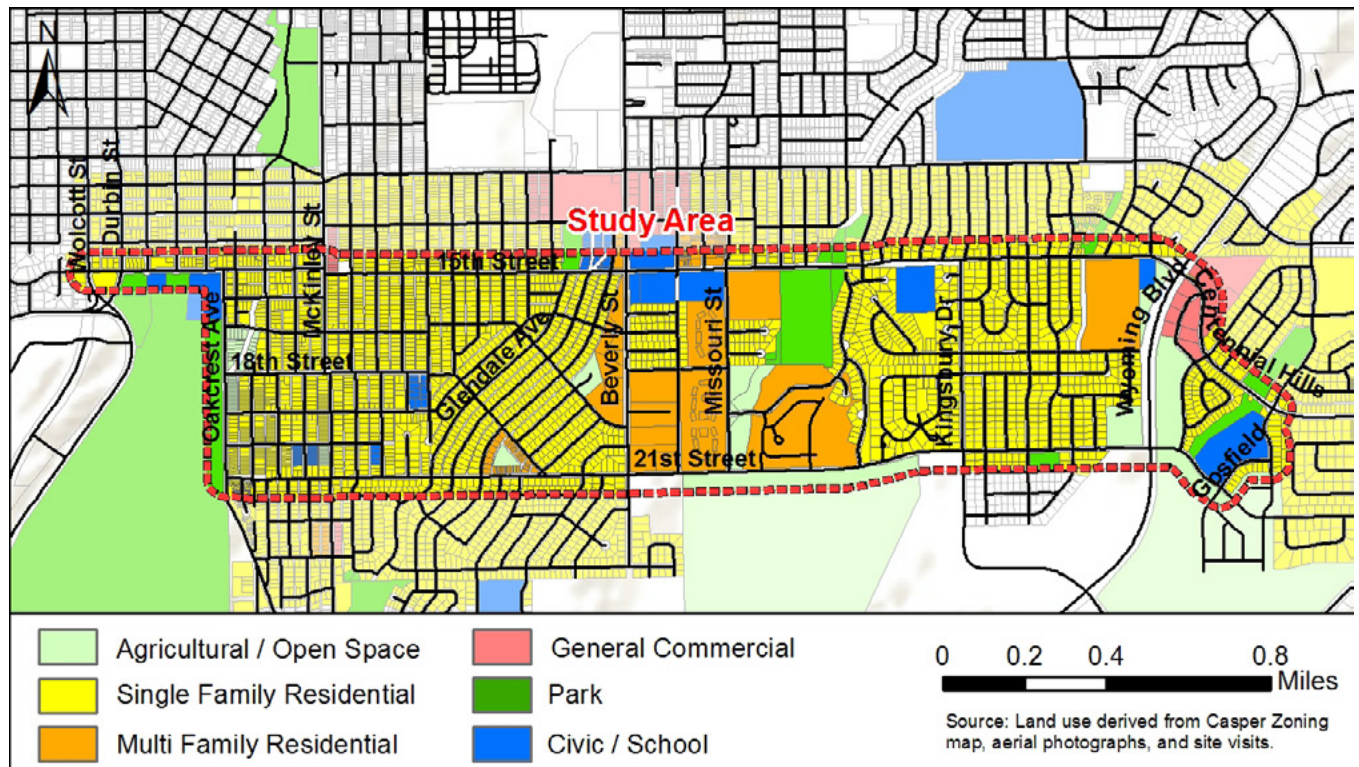 N
Wolcott St
Durbin St
Study Area
McKinley St
15th Street
Oakcrest Ave
18th Street
Glendale Ave
Beverly St
Missouri St
Kingsbury Dr
Wyeming Blvd
Centennial Hills
21st Street
Gosfield
Agricultural / Open Space
Single Family Residential
Multi Family Residential
General Commercial
Park
Civic / School
0 0.2 0.4 0.8
Miles
Source: Land use derived from Casper Zoning
map, aerial photographs, and site visits.